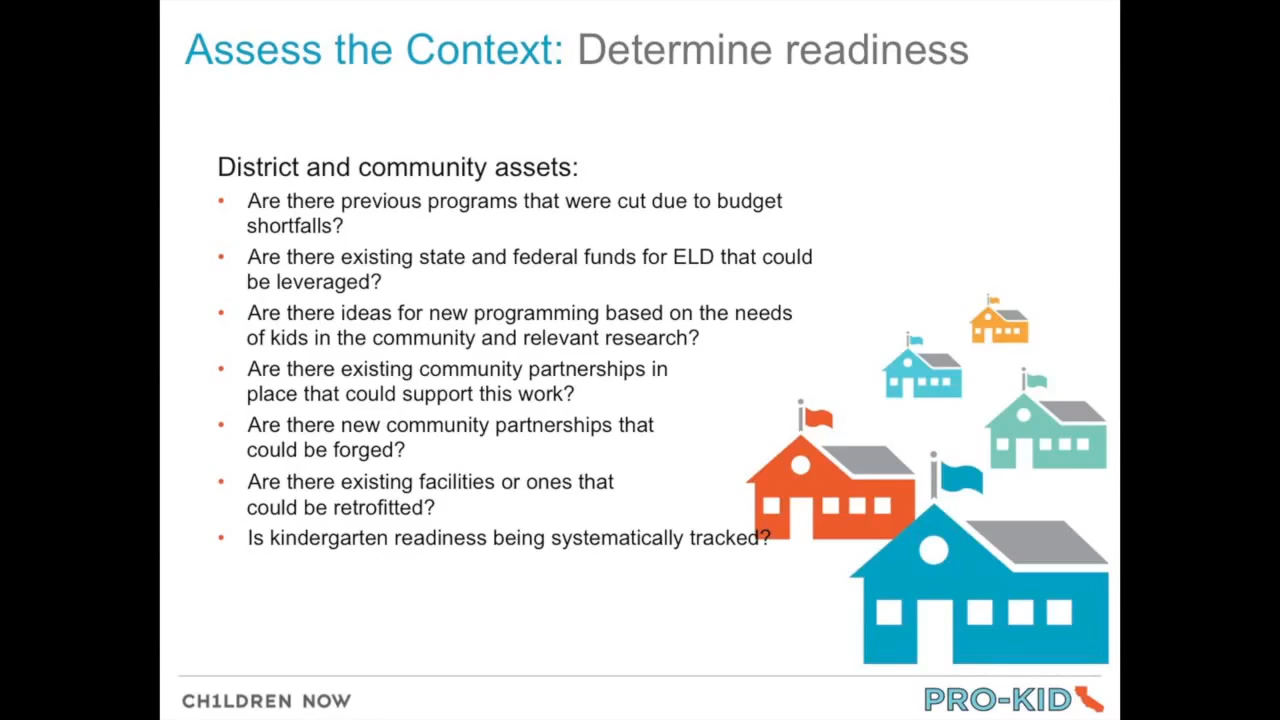 Assess the Context: Determine readiness
District and community assets:
• Are there previous programs that were cut due to budget
shortfalls?
• Are there existing state and federal funds for ELD that could
be leveraged?
• Are there ideas for new programming based on the needs
of kids in the community and relevant research?
• Are there existing community partnerships in
place that could support this work?
• Are there new community partnerships that
could be forged?
• Are there existing facilities or ones that
could be retrofitted?
• Is kindergarten readiness being systematically tracked?
CH1LDREN NOW
PRO-KID